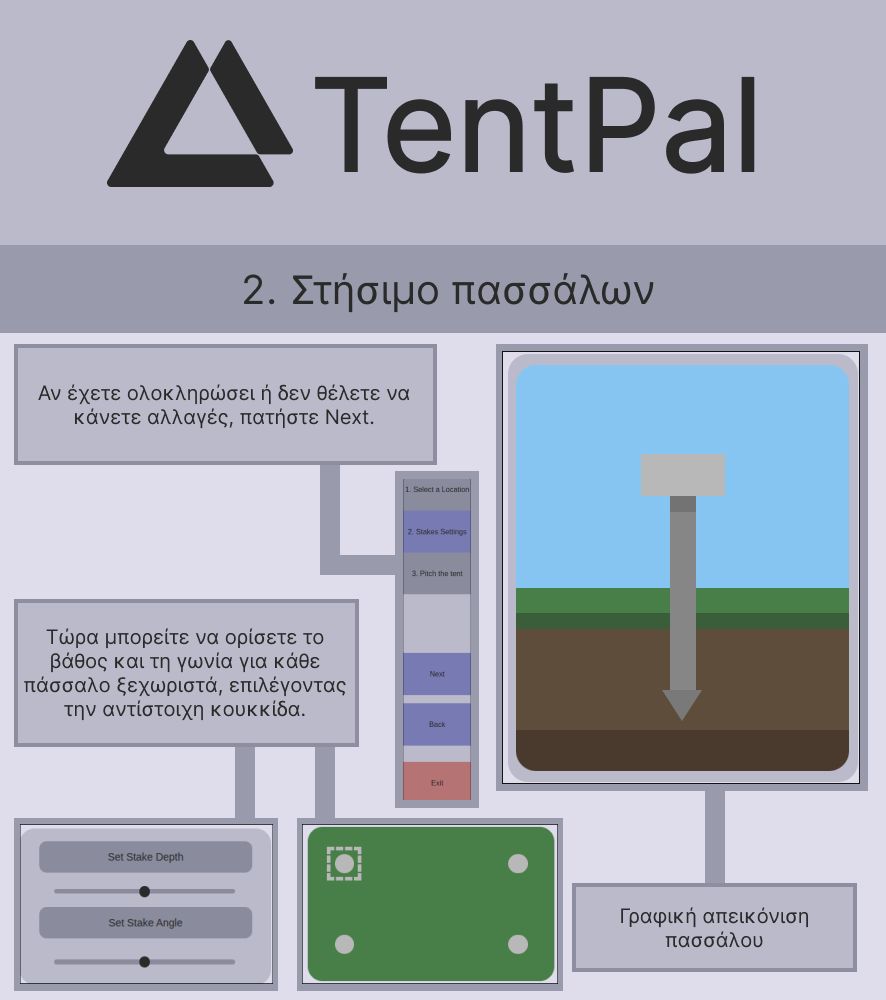 TentPal
2. Στήσιμο πασσάλων
Αν έχετε ολοκληρώσει ή δεν θέλετε να
κάνετε αλλαγές, πατήστε Next.
1. Select a Location
2. Stakes Settings
3. Pitch the tent
Next
Back
Exit
Τώρα μπορείτε να ορίσετε το
βάθος και τη γωνία για κάθε
πάσσαλο ξεχωριστά, επιλέγοντας
την αντίστοιχη κουκκίδα.
Set Stake Depth
Set Stake Angle
Γραφική απεικόνιση
πασσάλου